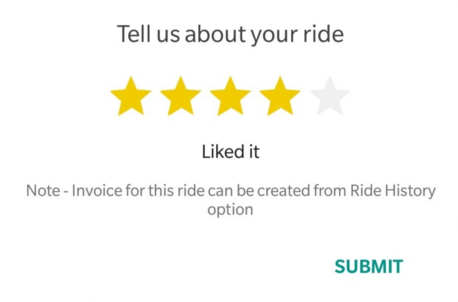 Tell us about your ride
Liked it
Note - Invoice for this ride can be created from Ride History
option
SUBMIT